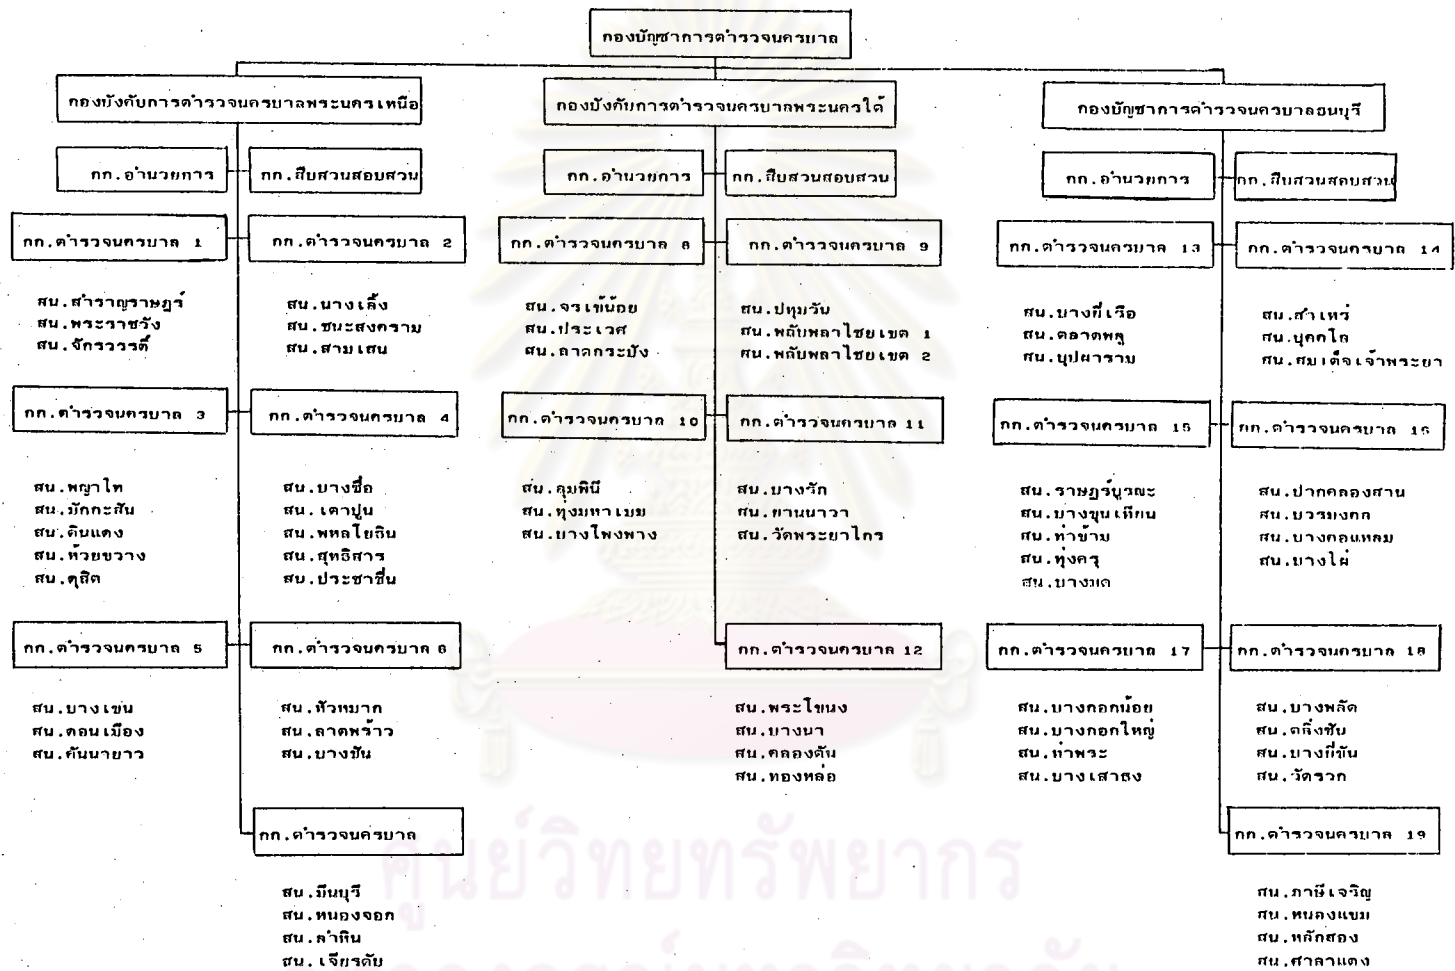 กองบัญชาการตำรวจนครบาล
กองบังคับการตำรวจนครบาลพระนครเหนือ
กองบังคับการตำรวจนครบาลพระนครใต้
กองบัญชาการตำรวจนครบาลธนบุรี
กก.อำนวยการ
กก.สืบสวนสอบสวน
กก.อำนวยการ
กก.สืบสวนสอบสวน
กก.อำนวยการ
กก.สืบสวนสอบสวน
กก.ตำรวจนครบาล 1
กก.ตำรวจนครบาล 2
กก.ตำรวจนครบาล 8
กก.ตำรวจนครบาล 9
กก.ตำรวจนครบาล 13
กก.ตำรวจนครบาล 14
สน.สำราญราษฎร์
สน.พระราชวัง
สน.จักรวรรดิ์
สน.นางเลิ้ง
สน.ชนะสงคราม
สน.สามเสน
สน.จรเข้น้อย
สน.ประเวศ
สน.ลาดกระบัง
สน.ปทุมวัน
สน.พลับพลาไชยเขต 1
สน.พลับพลาไชยเขต 2
สน.บางยี่เรือ
สน.ตลาดพลู
สน.บุปผาราม
สน.สำเหร่
สน.บุคคโล
สน.สมเด็จเจ้าพระยา
กก.ตำรวจนครบาล 3
กก.ตำรวจนครบาล 4
กก.ตำรวจนครบาล 10
กก.ตำรวจนครบาล 11
กก.ตำรวจนครบาล 15
กก.ตำรวจนครบาล 16
สน.พญาไท
สน.มักกะสัน
สน.ดินแดง
สน.ห้วยขวาง
สน.ดุสิต
สน.บางซื่อ
สน.เตาปูน
สน.พหลโยธิน
สน.สุทธิสาร
สน.ประชาชื่น
สน.ลุมพินี
สน.ทุ่งมหาเมฆ
สน.บางโพงพาง
สน.บางรัก
สน.ยานนาวา
สน.วัดพระยาไกร
สน.ราษฎร์บูรณะ
สน.บางขุนเทียน
สน.ท่าข้าม
สน.ทุ่งครุ
สน.บางมด
สน.ปากคลองสาน
สน.บวรมงคล
สน.บางคอแหลม
สน.บางไผ่
กก.ตำรวจนครบาล 5
กก.ตำรวจนครบาล 6
กก.ตำรวจนครบาล 12
กก.ตำรวจนครบาล 17
กก.ตำรวจนครบาล 18
สน.บางเขน
สน.ดอนเมือง
สน.คันนายาว
สน.หัวหมาก
สน.ลาดพร้าว
สน.บางชัน
สน.พระโขนง
สน.บางนา
สน.คลองตัน
สน.ทองหล่อ
สน.บางกอกน้อย
สน.บางกอกใหญ่
สน.ท่าพระ
สน.บางเสาธง
สน.บางพลัด
สน.ตลิ่งชัน
สน.บางยี่ขัน
สน.วัดรวก
กก.ตำรวจนครบาล
กก.ตำรวจนครบาล 19
สน.มีนบุรี
สน.หนองจอก
สน.ลำหิน
สน.เจียรดับ
สน.ภาษีเจริญ
สน.หนองแขม
สน.หลักสอง
สน.ศาลาแดง
ศูนย์วิทยทรัพยากร